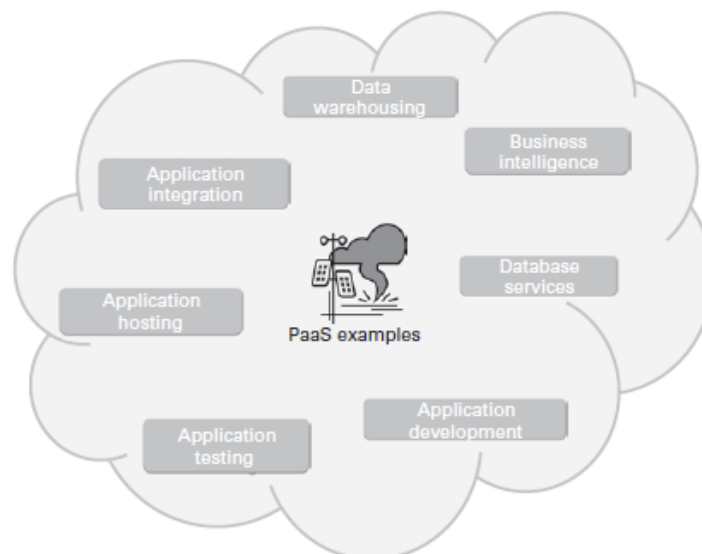 Data
warehousing
Business
intelligence
Application
integration
Database
services
Application
hosting
PaaS examples
Application
development
Application
testing